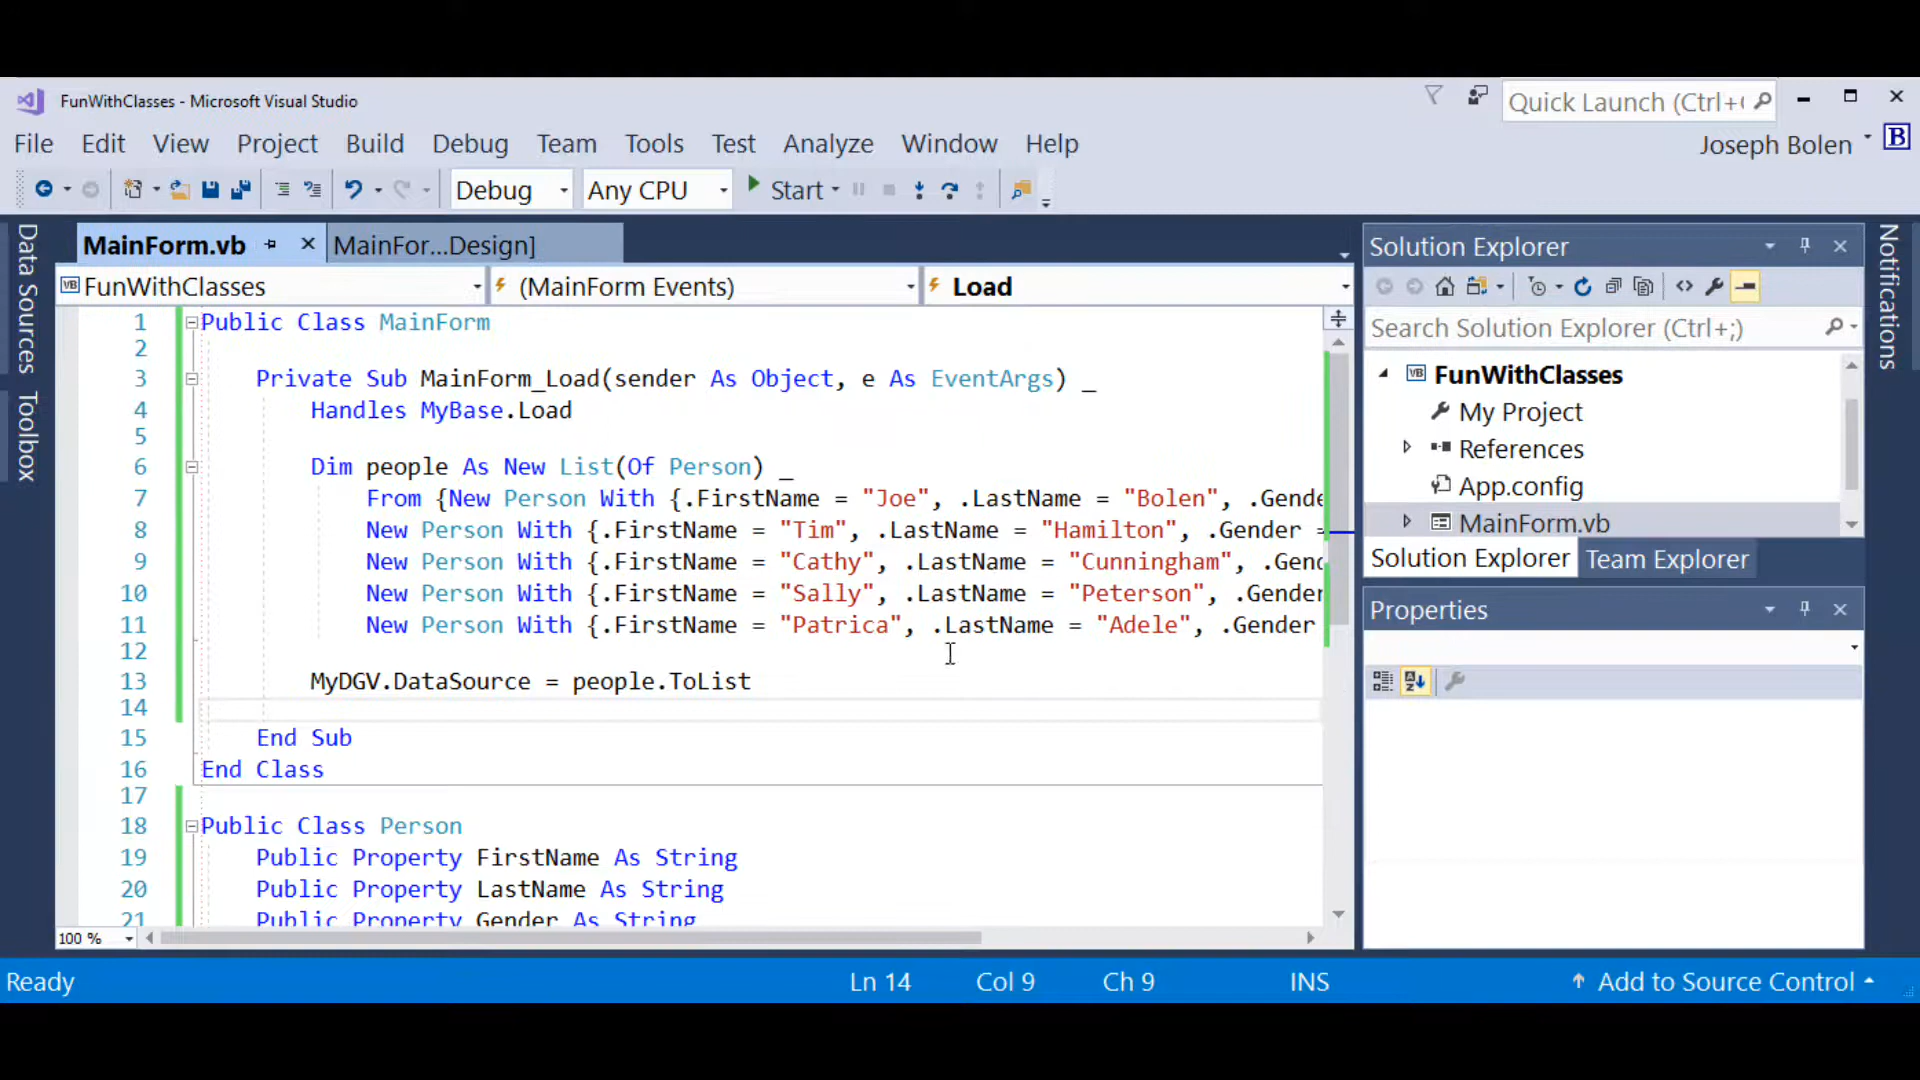 FunWithClasses - Microsoft Visual Studio
Quick Launch (Ctrl+
File Edit View Project Build Debug Team Tools Test Analyze Window Help
Joseph Bolen
B
Debug
Any CPU
Start
Data Sources
Toolbox
MainForm.vb
MainFor...Design]
FunWithClasses
(MainForm Events)
Load
1 Public Class MainForm
2
3 Private Sub MainForm_Load(sender As Object, e As EventArgs) _
4 Handles MyBase.Load
5
6 Dim people As New List(Of Person) _
7 From {New Person With {.FirstName = "Joe", .LastName = "Bolen", .Gende
8 New Person With {.FirstName = "Tim", .LastName = "Hamilton", .Gender =
9 New Person With {.FirstName = "Cathy", .LastName = "Cunningham", .Gend
10 New Person With {.FirstName = "Sally", .LastName = "Peterson", .Gender
11 New Person With {.FirstName = "Patrica", .LastName = "Adele", .Gender
12
13 MyDGV.DataSource = people.ToList
14
15 End Sub
16 End Class
17
18 Public Class Person
19 Public Property FirstName As String
20 Public Property LastName As String
21 Public Property Gender As String
100 %
Solution Explorer
Search Solution Explorer (Ctrl+;)
VB FunWithClasses
My Project
References
App.config
MainForm.vb
Solution Explorer
Team Explorer
Properties
Notifications
Ready
Ln 14
Col 9
Ch 9
INS
Add to Source Control